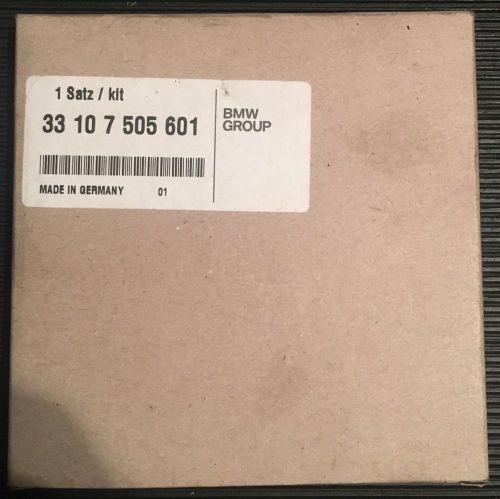 1 Satz / kit
33 10 7 505 601
MADE IN GERMANY 01
BMW
GROUP